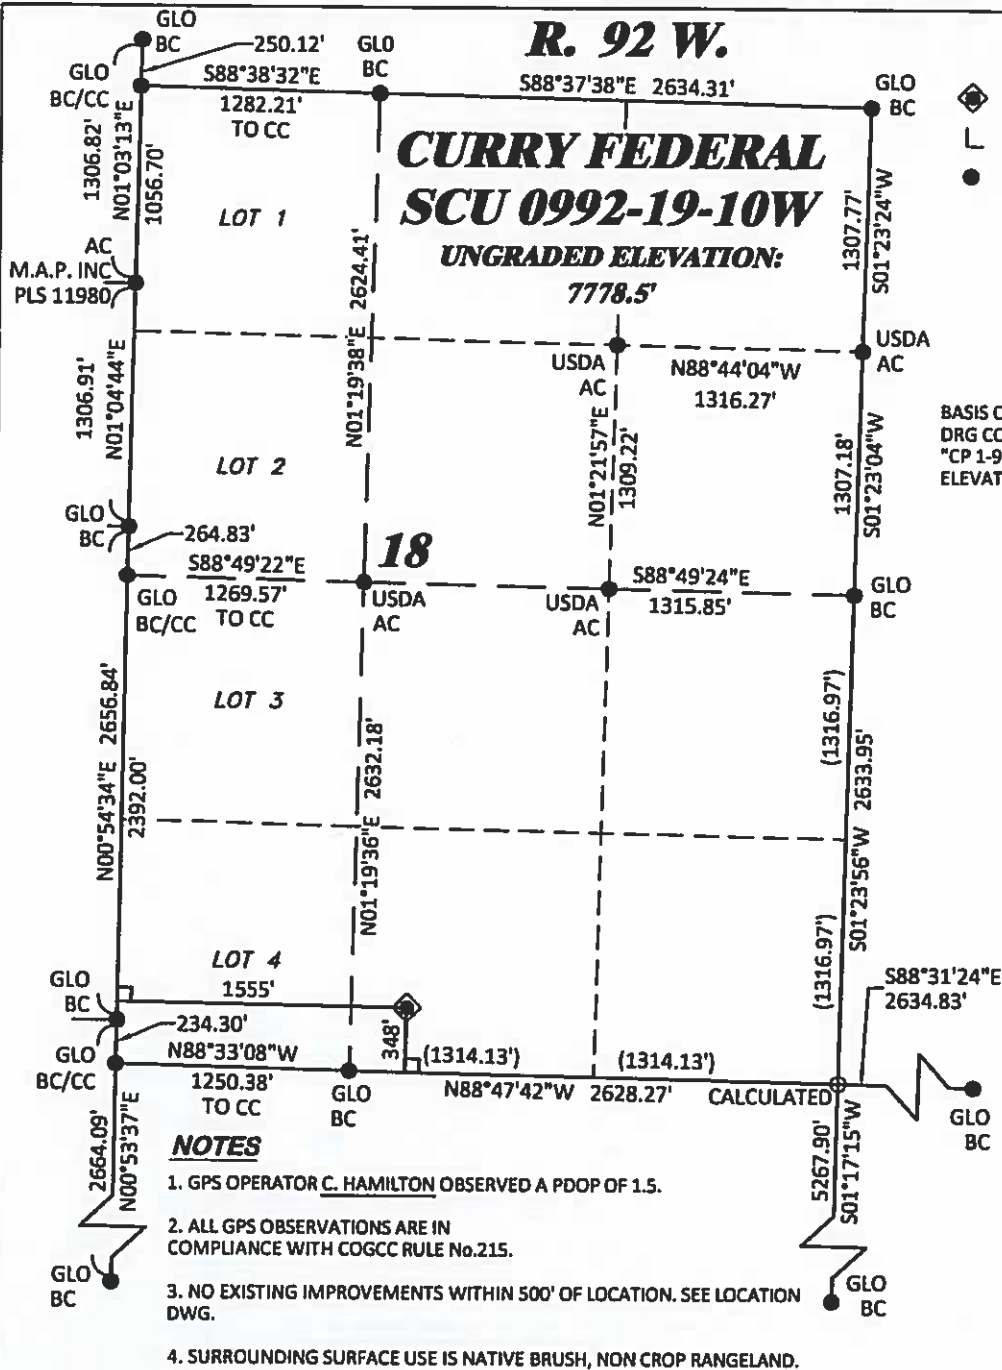 GLO
BC
250.12'
GLO
BC
R. 92 W.
GLO
BC/CC
S88°38'32"E
1282.21'
TO CC
S88°37'38"E 2634.31'
GLO
BC
1306.82'
N01°03'13"E
1056.70'
LOT 1
CURRY FEDERAL
SCU 0992-19-10W
UNGRADED ELEVATION:
7778.5'
N01°19'38"E 2624.41'
1307.77'
S01°23'24"W
AC
M.A.P. INC
PLS 11980
USDA
AC
N88°44'04"W
1316.27'
USDA
AC
1306.91'
N01°04'44"E
LOT 2
N01°21'57"E
1309.22'
1307.18'
S01°23'04"W
BASIS O
DRG CO
"CP 1-9
ELEVAT
GLO
BC
264.83'
18
S88°49'22"E
1269.57'
TO CC
GLO
BC/CC
USDA
AC
USDA
AC
S88°49'24"E
1315.85'
GLO
BC
N00°54'34"E 2656.84'
2392.00'
LOT 3
N01°19'36"E 2632.18'
(1316.97')
S01°23'56"W 2633.95'
(1316.97')
LOT 4
1555'
GLO
BC
234.30'
348'
S88°31'24"E
2634.83'
GLO
BC/CC
N88°33'08"W
1250.38'
TO CC
GLO
BC
(1314.13')
(1314.13')
N88°47'42"W 2628.27'
CALCULATED
GLO
BC
2664.09'
N00°53'37"E
5267.90'
S01°17'15"W
GLO
BC
GLO
BC
NOTES
1. GPS OPERATOR C. HAMILTON OBSERVED A PDOP OF 1.5.
2. ALL GPS OBSERVATIONS ARE IN
COMPLIANCE WITH COGCC RULE No.215.
3. NO EXISTING IMPROVEMENTS WITHIN 500' OF LOCATION. SEE LOCATION
DWG.
4. SURROUNDING SURFACE USE IS NATIVE BRUSH, NON CROP RANGELAND.